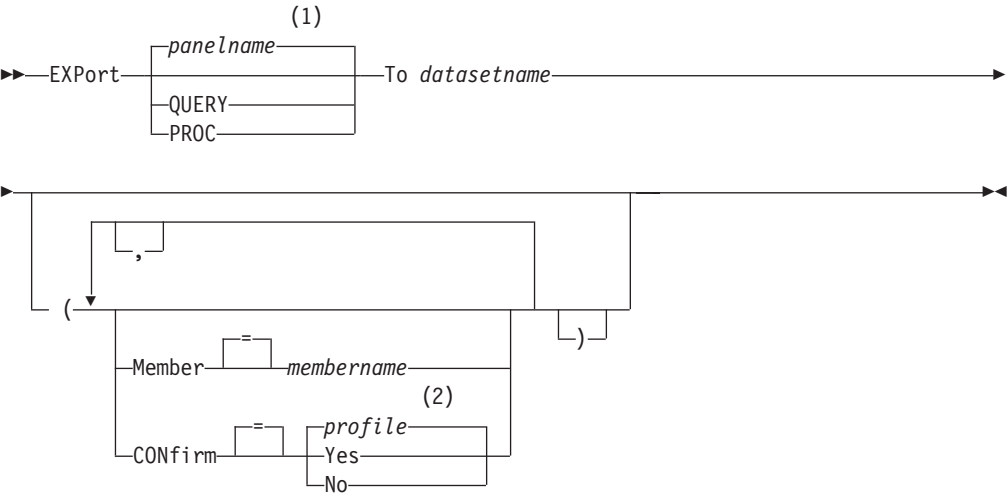 (1)
panelname
EXPort To datasetname
QUERY
PROC
,
(
=
)
Member membername
(2)
= profile
CONfirm Yes
No